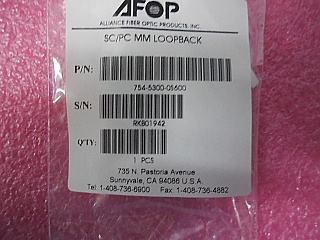 AFOP
ALLIANCE FIBER OPTIC PRODUCTS, INC.
SC/PC MM LOOPBACK
P/N:
754-5300-05600
S/N:
RKB01942
Q'TY:
1 PCS
735 N. Pastoria Avenue
Sunnyvale, CA 94086 U.S.A.
Tel: 1-408-736-6900 Fax: 1-408-736-4882